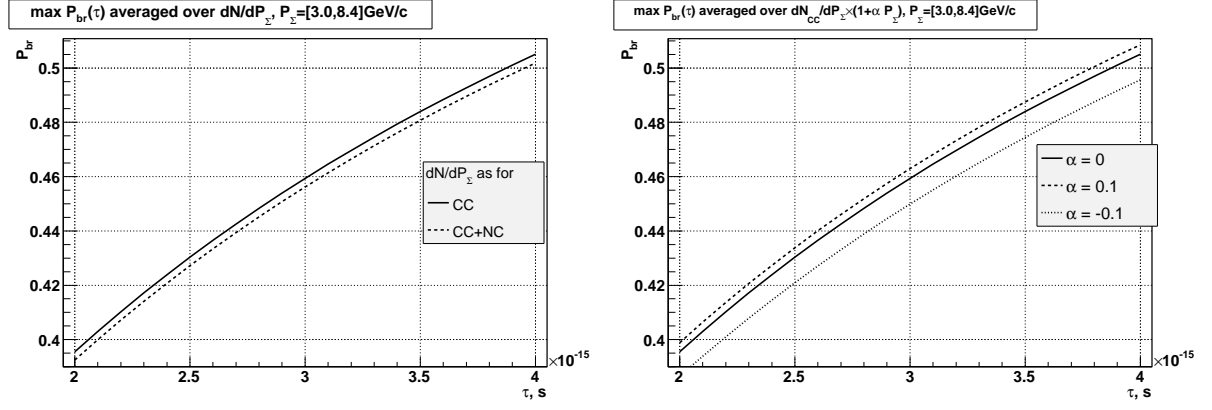 max P_br(τ) averaged over dN/dP_Σ, P_Σ=[3.0,8.4]GeV/c
P_br
0.5
0.48
0.46
0.44
0.42
0.4
dN/dP_Σ as for
CC
CC+NC
2 2.5 3 3.5 4
×10^-15
τ, s
max P_br(τ) averaged over dN_CC/dP_Σ×(1+α P_Σ), P_Σ=[3.0,8.4]GeV/c
P_br
0.5
0.48
0.46
0.44
0.42
0.4
α = 0
α = 0.1
α = -0.1
2 2.5 3 3.5 4
×10^-15
τ, s